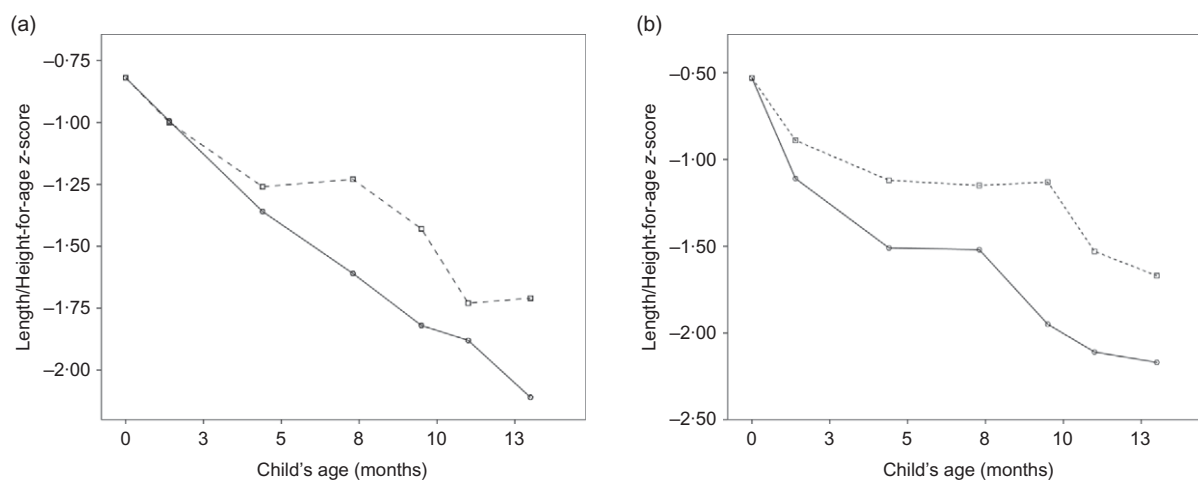 (a)
Length/Height-for-age z-score
–0·75
–1·00
–1·25
–1·50
–1·75
–2·00
0 3 5 8 10 13
Child's age (months)
(b)
Length/Height-for-age z-score
–0·50
–1·00
–1·50
–2·00
–2·50
0 3 5 8 10 13
Child's age (months)